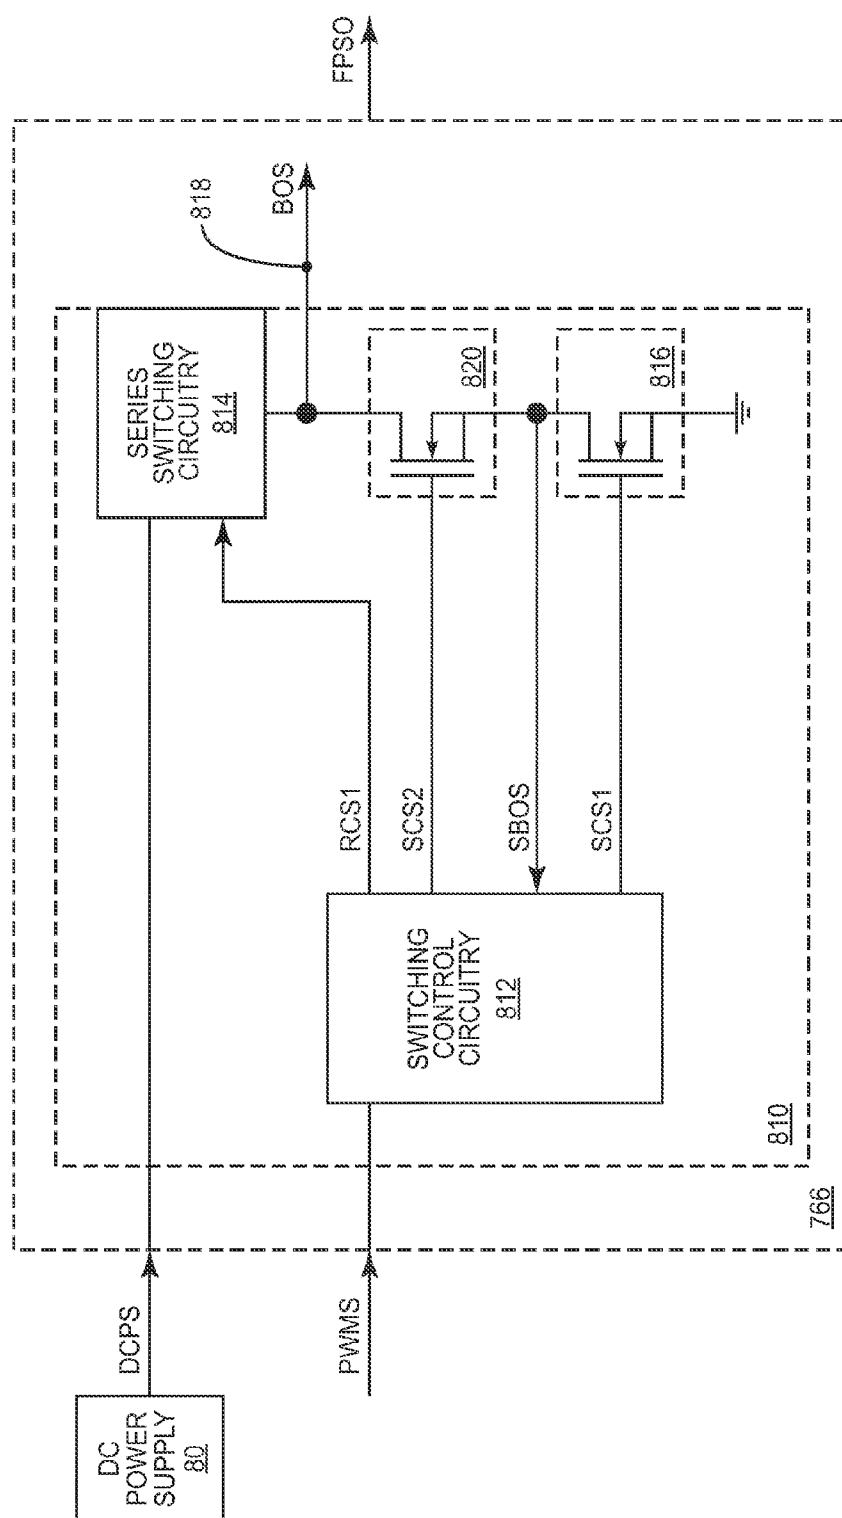 DC
POWER
SUPPLY
80
DCPS
PWMS
766
810
SWITCHING
CONTROL
CIRCUITRY
812
RCS1
SCS2
SBOS
SCS1
SERIES
SWITCHING
CIRCUITRY
814
820
816
818
BOS
FPSO